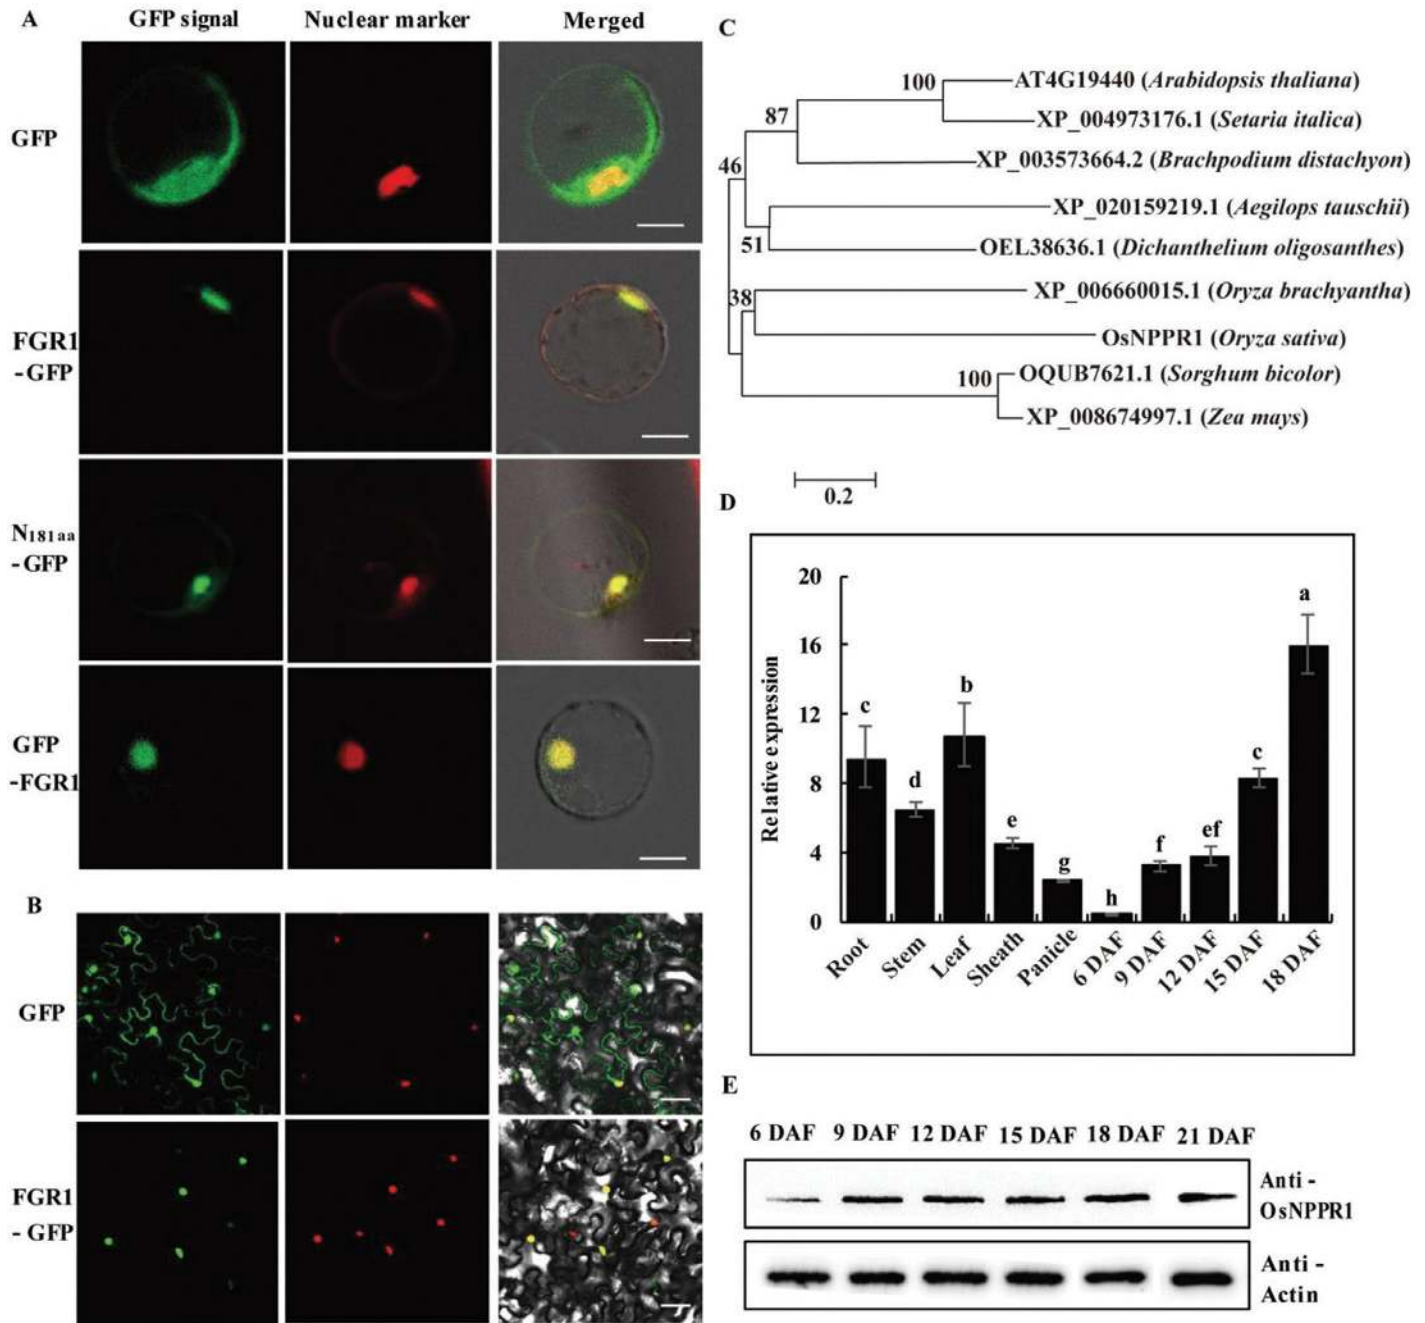 A
GFP signal
Nuclear marker
Merged
GFP
FGR1
-GFP
N181aa
-GFP
GFP
-FGR1
B
GFP
FGR1
- GFP
C
100
AT4G19440 (Arabidopsis thaliana)
87
XP_004973176.1 (Setaria italica)
46
XP_003573664.2 (Brachpodium distachyon)
XP_020159219.1 (Aegilops tauschii)
51
OEL38636.1 (Dichanthelium oligosanthes)
38
XP_006660015.1 (Oryza brachyantha)
OsNPPR1 (Oryza sativa)
100
OQUB7621.1 (Sorghum bicolor)
XP_008674997.1 (Zea mays)
0.2
D
Relative expression
20
16
12
8
4
0
c
d
b
e
g
h
f
ef
c
a
Root
Stem
Leaf
Sheath
Panicle
6 DAF
9 DAF
12 DAF
15 DAF
18 DAF
E
6 DAF 9 DAF 12 DAF 15 DAF 18 DAF 21 DAF
Anti -
OsNPPR1
Anti -
Actin